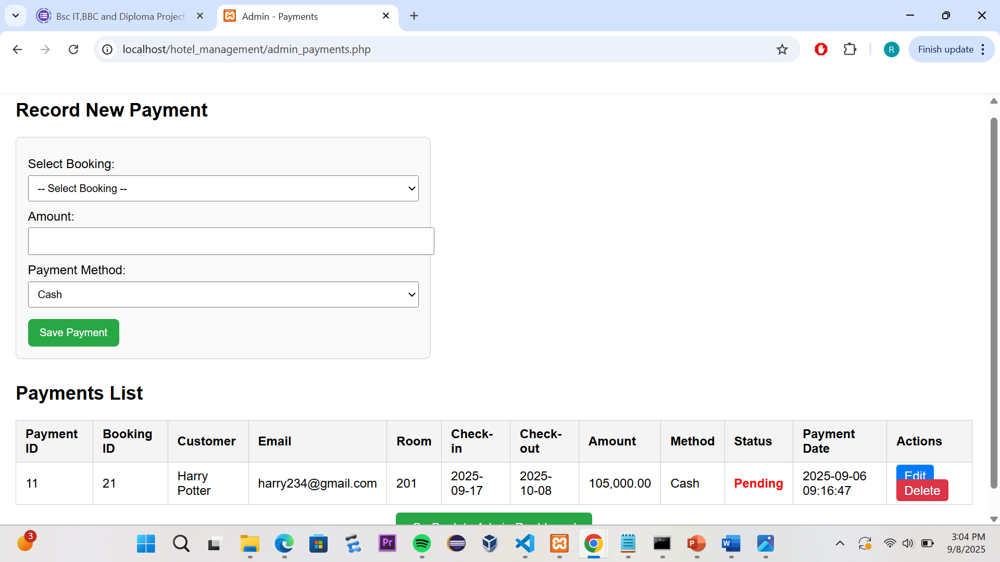 Bsc IT,BBC and Diploma Project
Admin - Payments
localhost/hotel_management/admin_payments.php
R
Finish update
Record New Payment
Select Booking:
-- Select Booking --
Amount:
Payment Method:
Cash
Save Payment
Payments List
Payment ID Booking ID Customer Email Room Check-in Check-out Amount Method Status Payment Date Actions
11 21 Harry Potter harry234@gmail.com 201 2025-09-17 2025-10-08 105,000.00 Cash Pending 2025-09-06 09:16:47 Edit
Delete
3
Pr
P
W
3:04 PM
9/8/2025